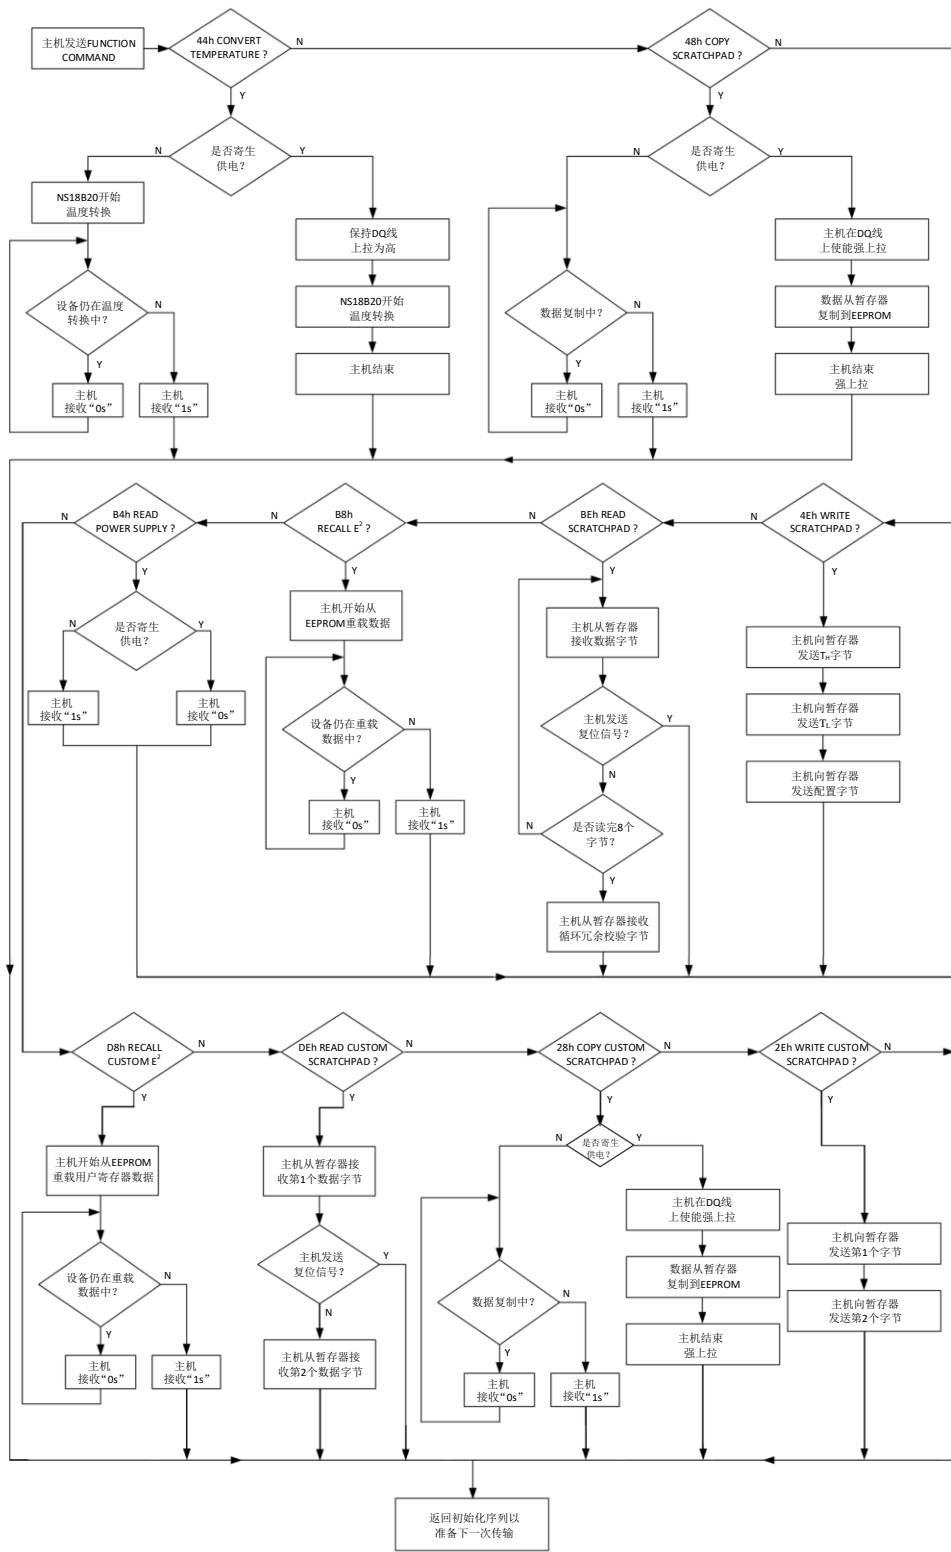 主机发送FUNCTION
COMMAND
44h CONVERT
TEMPERATURE ?
N
48h COPY
SCRATCHPAD ?
N
Y
Y
是否寄生
供电?
N
Y
是否寄生
供电?
N
Y
NS18B20开始
温度转换
保持DQ线
上拉为高
主机在DQ线
上使能强上拉
设备仍在温度
转换中?
N
Y
NS18B20开始
温度转换
数据复制中?
N
Y
数据从暂存器
复制到EEPROM
主机
接收“0s”
主机
接收“1s”
主机结束
主机
接收“0s”
主机
接收“1s”
主机结束
强上拉
N
B4h READ
POWER SUPPLY ?
N
B8h
RECALL E²  ?
N
BEh READ
SCRATCHPAD ?
N
4Eh WRITE
SCRATCHPAD ?
Y
Y
Y
Y
是否寄生
供电?
N
Y
主机开始从
EEPROM重载数据
主机从暂存器
接收数据字节
主机向暂存器
发送TH字节
主机
接收“1s”
主机
接收“0s”
设备仍在重载
数据中?
N
Y
主机发送
复位信号?
Y
N
主机向暂存器
发送TL字节
主机
接收“0s”
主机
接收“1s”
是否读完8个
字节?
N
Y
主机向暂存器
发送配置字节
主机从暂存器接收
循环冗余校验字节
D8h RECALL
CUSTOM E²
N
DEh READ CUSTOM
SCRATCHPAD ?
N
28h COPY CUSTOM
SCRATCHPAD ?
N
2Eh WRITE CUSTOM
SCRATCHPAD ?
N
Y
Y
Y
Y
主机开始从EEPROM
重载用户寄存器数据
主机从暂存器接
收第1个数据字节
是否寄生
供电?
N
Y
主机在DQ线
上使能强上拉
主机向暂存器
发送第1个字节
设备仍在重载
数据中?
N
Y
主机发送
复位信号?
Y
N
数据复制中?
N
Y
数据从暂存器
复制到EEPROM
主机向暂存器
发送第2个字节
主机
接收“0s”
主机
接收“1s”
主机从暂存器接
收第2个数据字节
主机
接收“0s”
主机
接收“1s”
主机结束
强上拉
返回初始化序列以
准备下一次传输